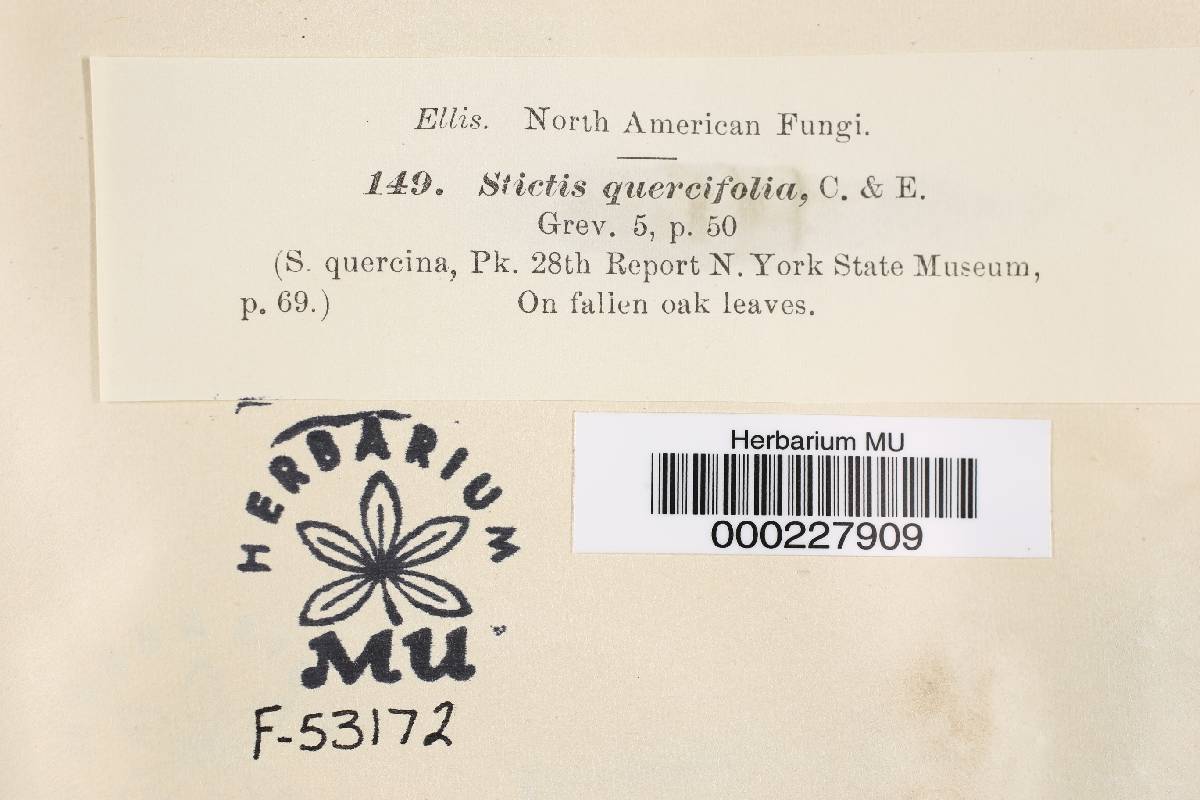 Ellis. North American Fungi.
149. Stictis quercifolia, C. & E.
Grev. 5, p. 50
(S. quercina, Pk. 28th Report N. York State Museum,
p. 69.) On fallen oak leaves.
HERBARIUM
MU
F-53172
Herbarium MU
000227909